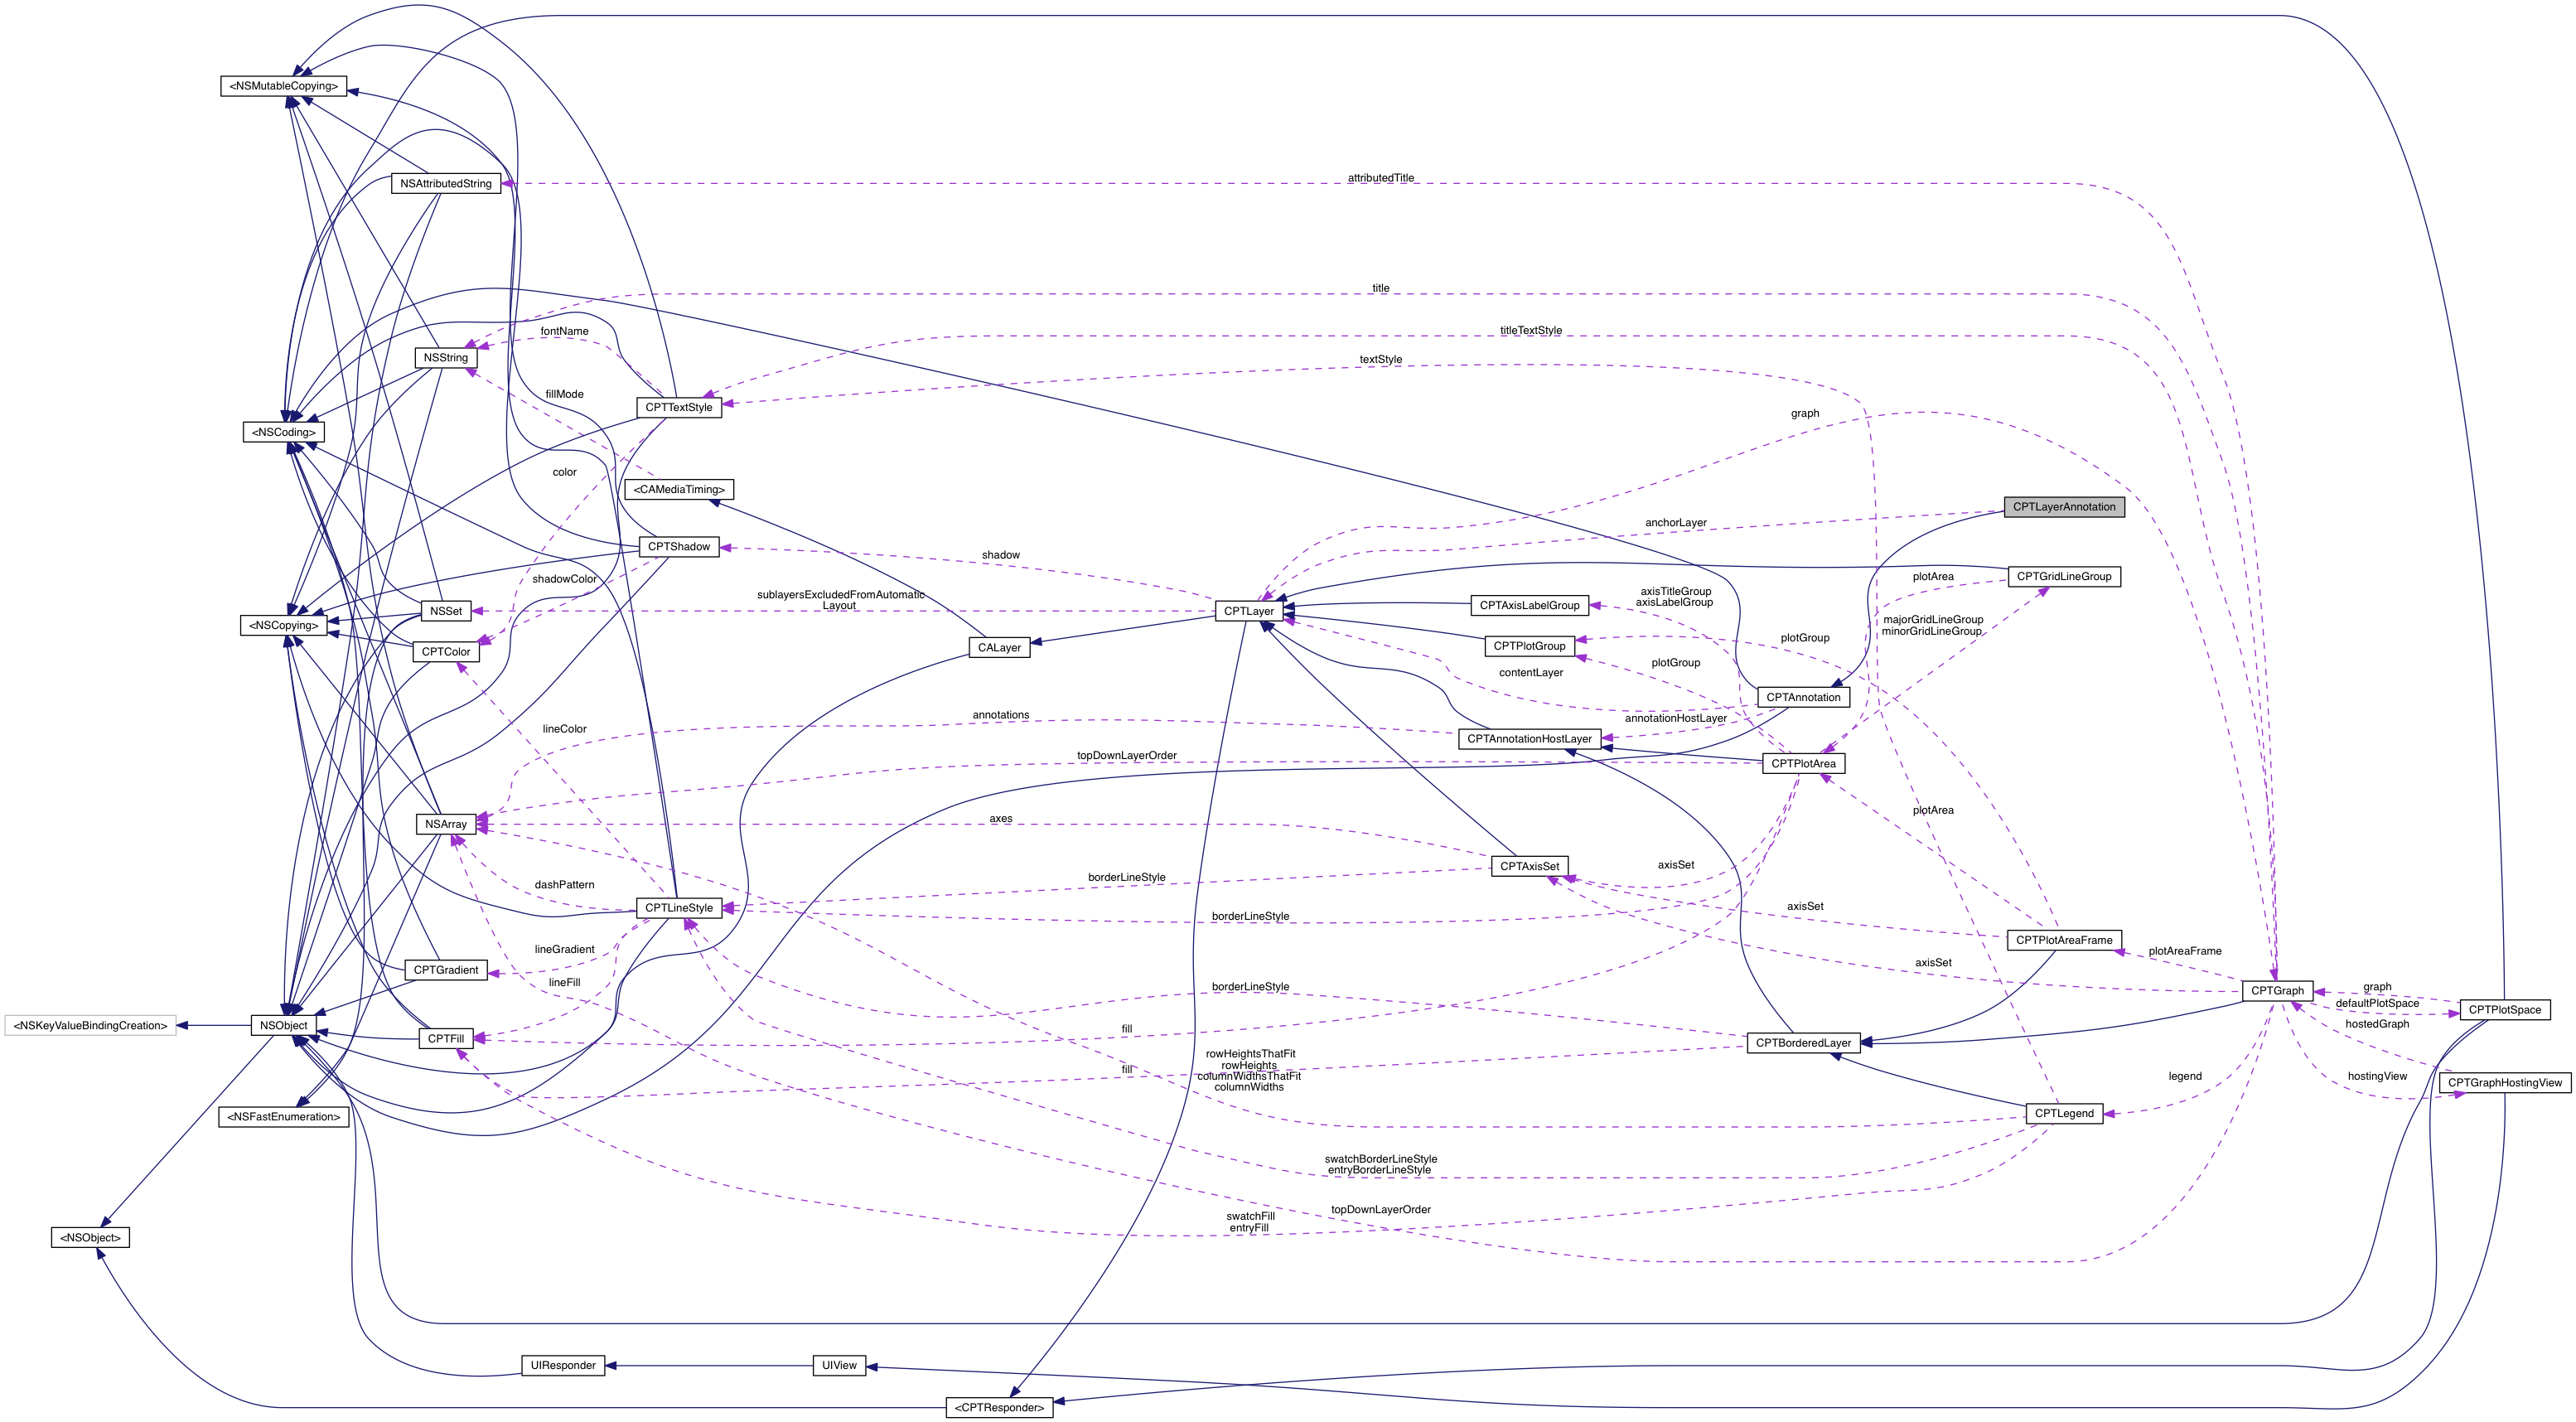 <NSMutableCopying>
attributedTitle
NSAttributedString
title
fontName
titleTextStyle
NSString
textStyle
fillMode
CPTTextStyle
graph
<NSCoding>
color
<CAMediaTiming>
anchorLayer
CPTLayerAnnotation
CPTShadow
shadow
shadowColor
plotArea
CPTGridLineGroup
sublayersExcludedFromAutomatic
Layout
axisTitleGroup
axisLabelGroup
NSSet
CPTLayer
CPTAxisLabelGroup
majorGridLineGroup
minorGridLineGroup
<NSCopying>
CPTColor
CALayer
CPTPlotGroup
plotGroup
plotGroup
contentLayer
CPTAnnotation
lineColor
annotations
annotationHostLayer
CPTAnnotationHostLayer
topDownLayerOrder
CPTPlotArea
NSArray
axes
plotArea
CPTAxisSet
axisSet
dashPattern
borderLineStyle
CPTLineStyle
borderLineStyle
axisSet
CPTPlotAreaFrame
lineGradient
plotAreaFrame
CPTGradient
lineFill
axisSet
borderLineStyle
CPTGraph
graph
defaultPlotSpace
CPTPlotSpace
<NSKeyValueBindingCreation>
NSObject
CPTFill
fill
CPTBorderedLayer
hostedGraph
rowHeightsThatFit
rowHeights
columnWidthsThatFit
columnWidths
fill
legend
hostingView
CPTGraphHostingView
<NSFastEnumeration>
CPTLegend
swatchBorderLineStyle
entryBorderLineStyle
topDownLayerOrder
swatchFill
entryFill
<NSObject>
UIResponder
UIView
<CPTResponder>